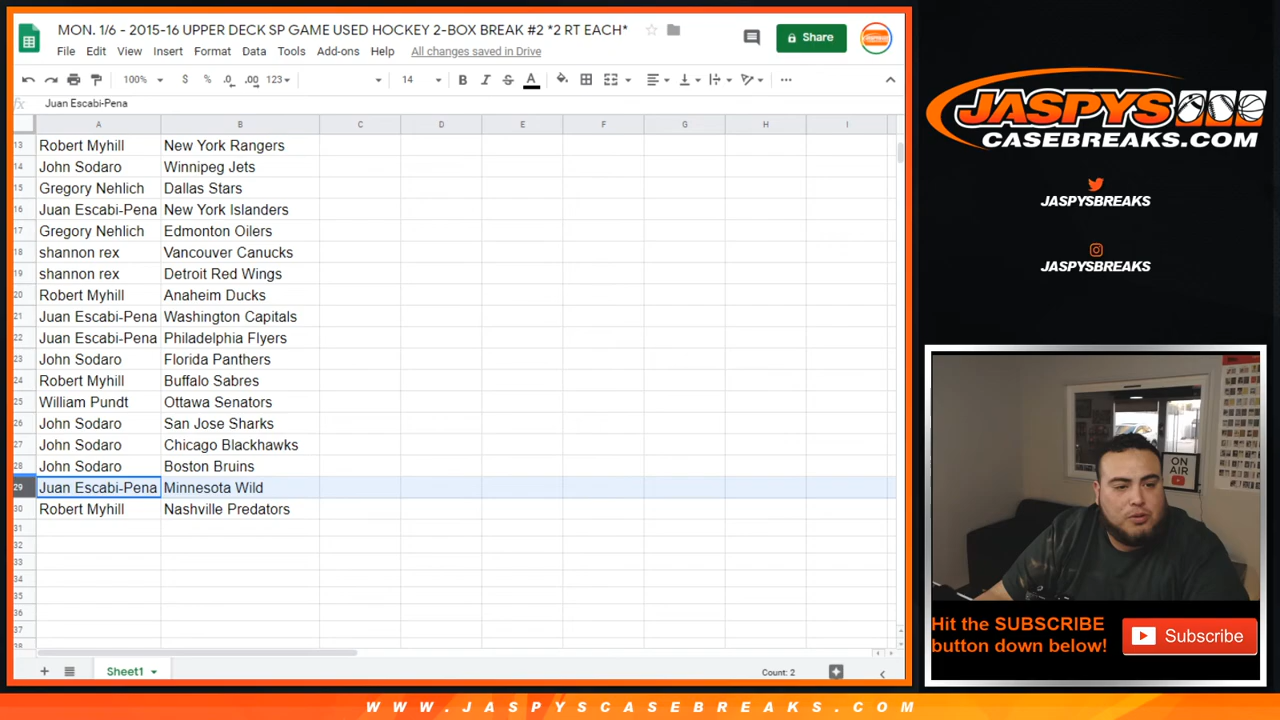 MON. 1/6 - 2015-16 UPPER DECK SP GAME USED HOCKEY 2-BOX BREAK #2 *2 RT EACH*
File Edit View Insert Format Data Tools Add-ons Help All changes saved in Drive
Share
100% $ % .0 .00 123 14 B I S A
fx Juan Escabi-Pena
A B C D E F G H I
13 Robert Myhill New York Rangers
14 John Sodaro Winnipeg Jets
15 Gregory Nehlich Dallas Stars
16 Juan Escabi-Pena New York Islanders
17 Gregory Nehlich Edmonton Oilers
18 shannon rex Vancouver Canucks
19 shannon rex Detroit Red Wings
20 Robert Myhill Anaheim Ducks
21 Juan Escabi-Pena Washington Capitals
22 Juan Escabi-Pena Philadelphia Flyers
23 John Sodaro Florida Panthers
24 Robert Myhill Buffalo Sabres
25 William Pundt Ottawa Senators
26 John Sodaro San Jose Sharks
27 John Sodaro Chicago Blackhawks
28 John Sodaro Boston Bruins
29 Juan Escabi-Pena Minnesota Wild
30 Robert Myhill Nashville Predators
31
32
33
34
35
36
37
38
Sheet1
Count: 2
JASPYS
CASEBREAKS.COM
JASPYSBREAKS
JASPYSBREAKS
ON
AIR
Hit the SUBSCRIBE
button down below!
Subscribe
WWW.JASPYSCASEBREAKS.COM